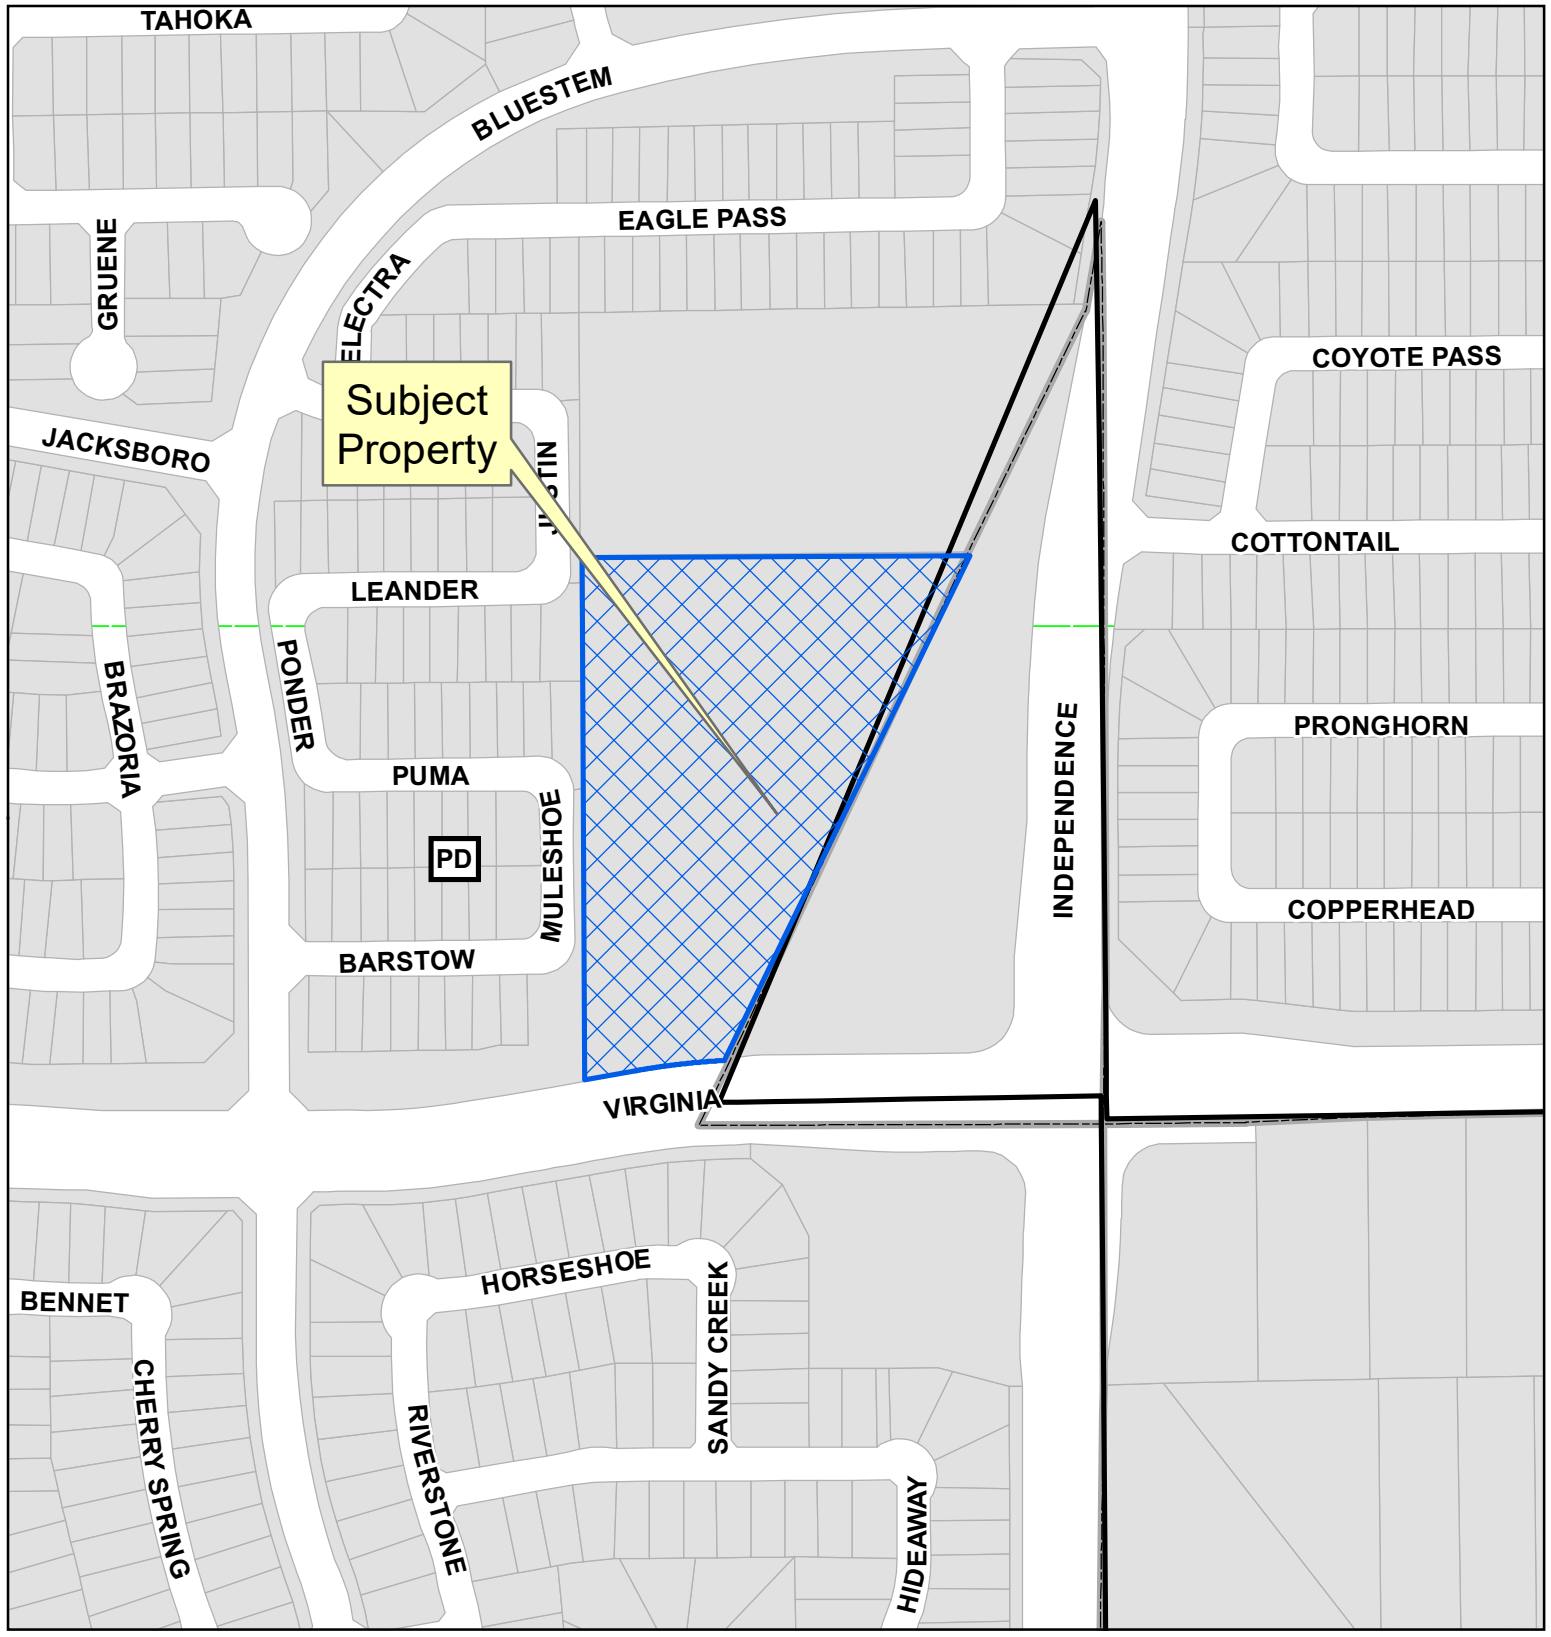 TAHOKA
BLUESTEM
EAGLE PASS
GRUENE
ELECTRA
COYOTE PASS
Subject
Property
JACKSBORO
COTTONTAIL
LEANDER
PONDER
BRAZORIA
INDEPENDENCE
PRONGHORN
PUMA
MULESHOE
PD
COPPERHEAD
BARSTOW
VIRGINIA
HORSESHOE
SANDY CREEK
BENNET
CHERRY SPRING
RIVERSTONE
HIDEAWAY